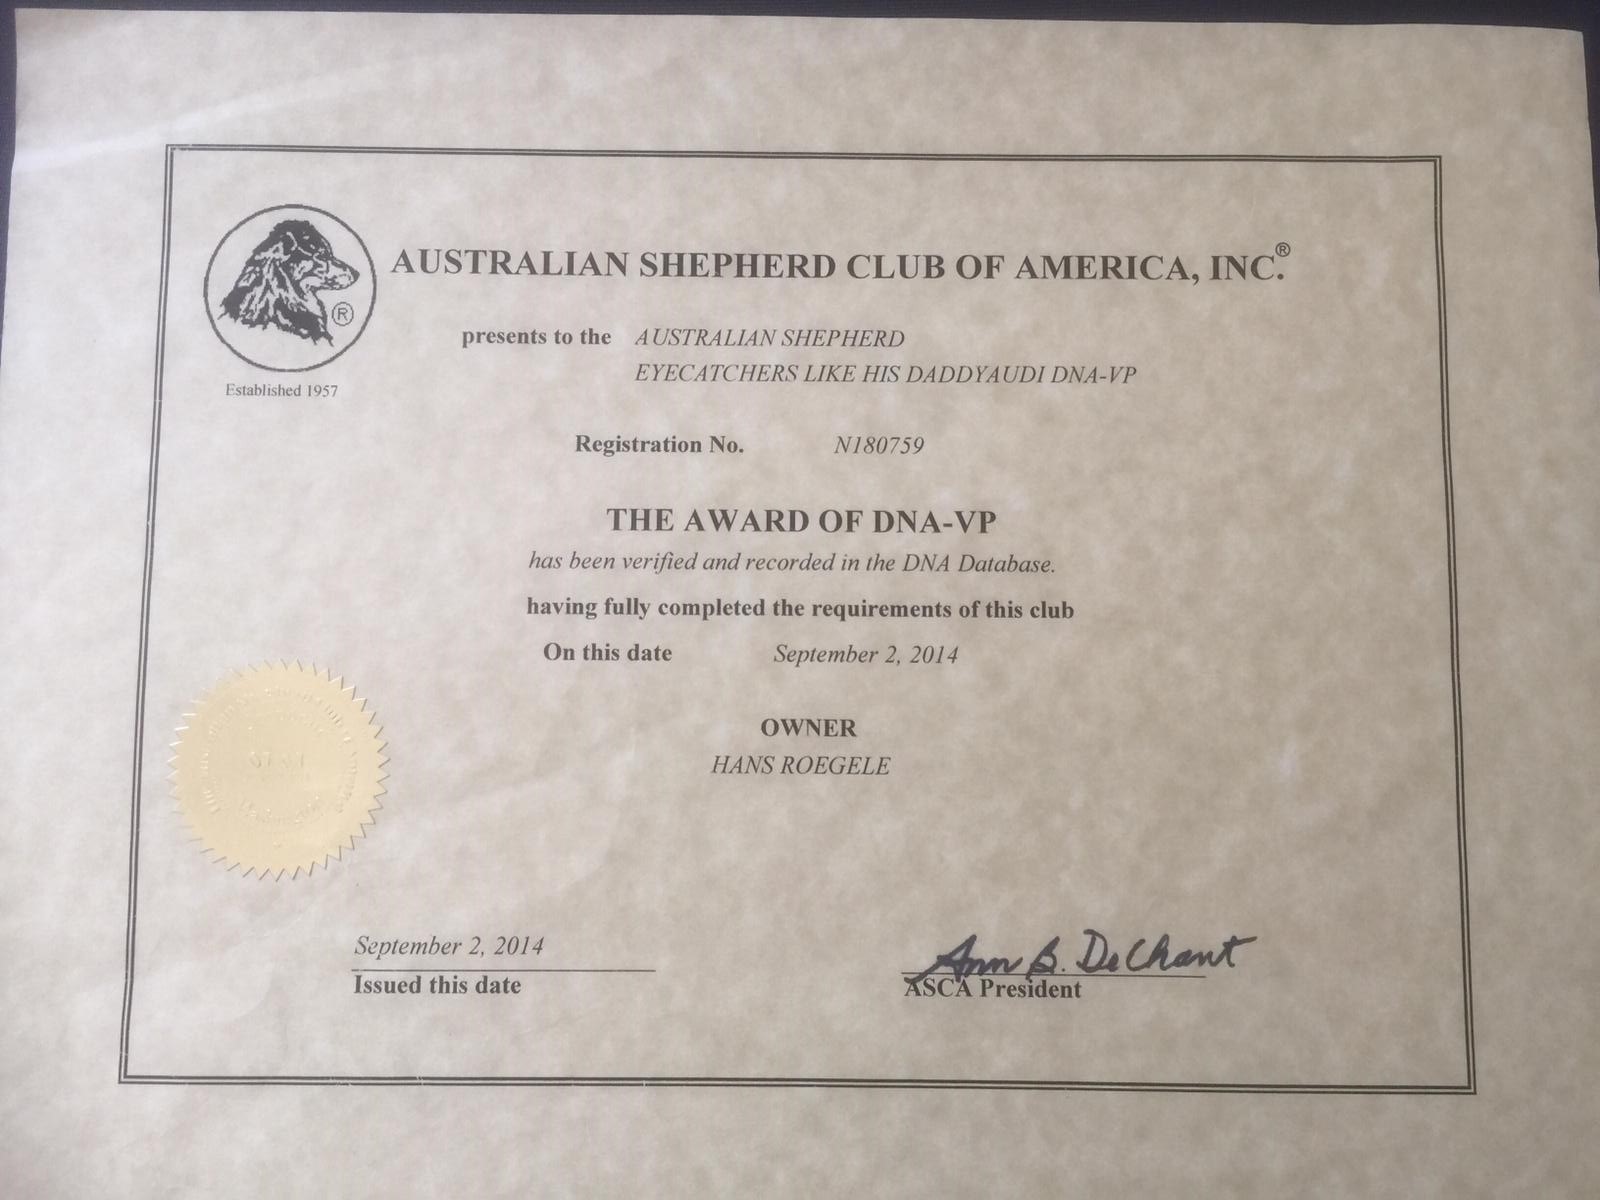 AUSTRALIAN SHEPHERD CLUB OF AMERICA, INC.®
®
Established 1957
presents to the AUSTRALIAN SHEPHERD
EYECATCHERS LIKE HIS DADDYAUDI DNA-VP
Registration No. N180759
THE AWARD OF DNA-VP
has been verified and recorded in the DNA Database.
having fully completed the requirements of this club
On this date September 2, 2014
OWNER
HANS ROEGELE
September 2, 2014
Issued this date
Ann B. DeChant
ASCA President